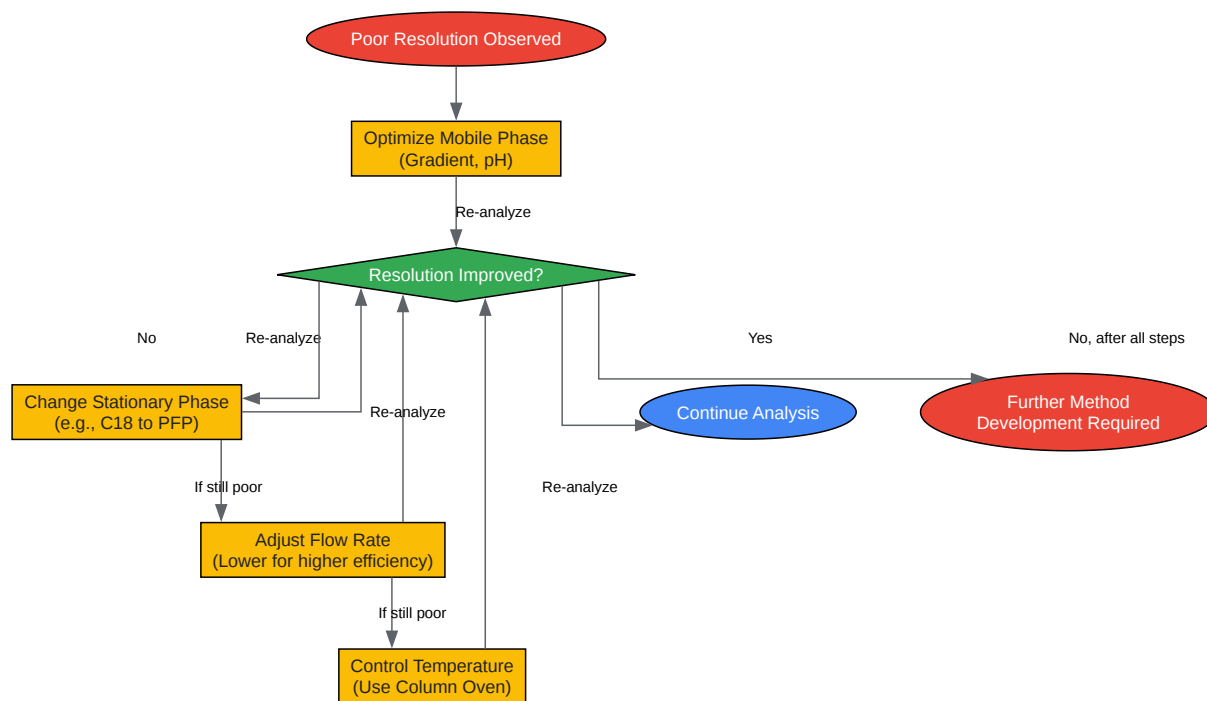 Poor Resolution Observed
Optimize Mobile Phase
(Gradient, pH)
Re-analyze
Resolution Improved?
No
Re-analyze
Yes
No, after all steps
Change Stationary Phase
(e.g., C18 to PFP)
Re-analyze
Continue Analysis
Further Method
Development Required
If still poor
Re-analyze
Adjust Flow Rate
(Lower for higher efficiency)
If still poor
Control Temperature
(Use Column Oven)